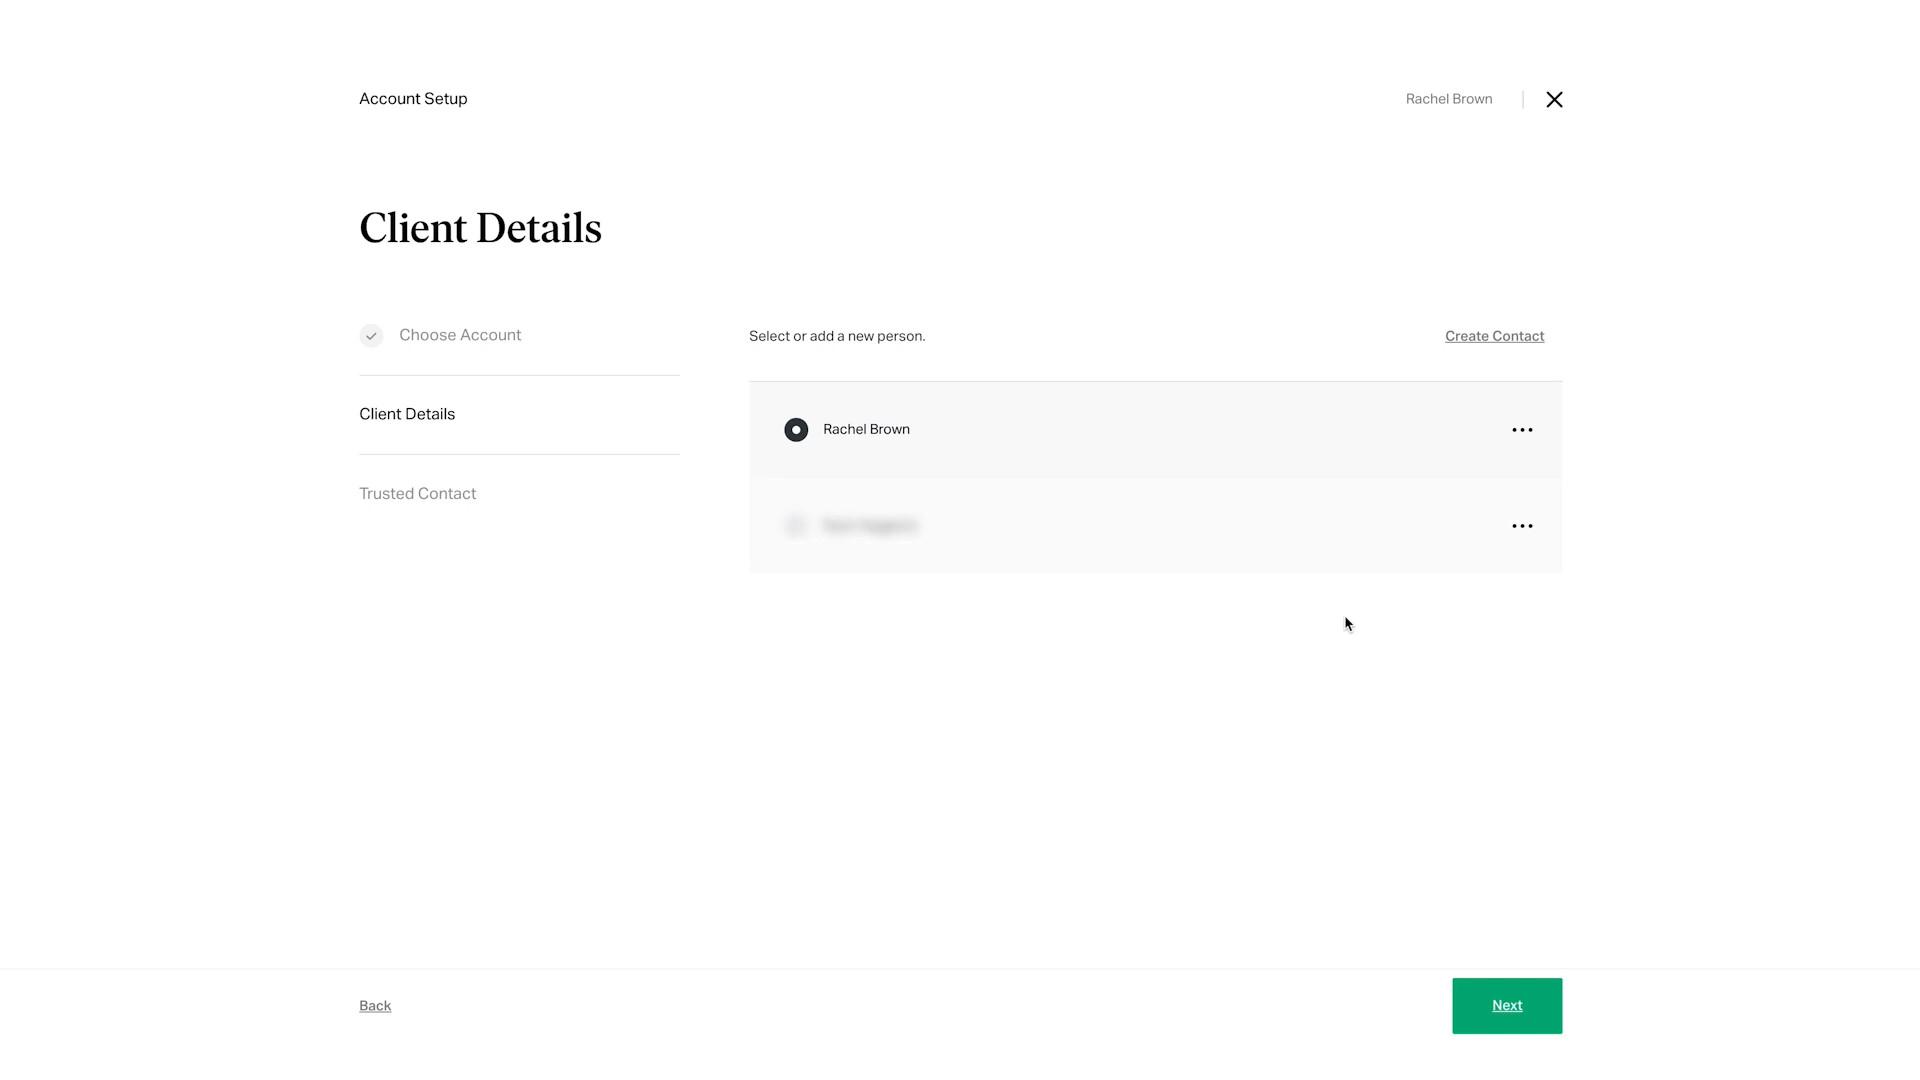 Account Setup
Rachel Brown
Client Details
Choose Account
Client Details
Trusted Contact
Select or add a new person.
Create Contact
Rachel Brown
Back
Next